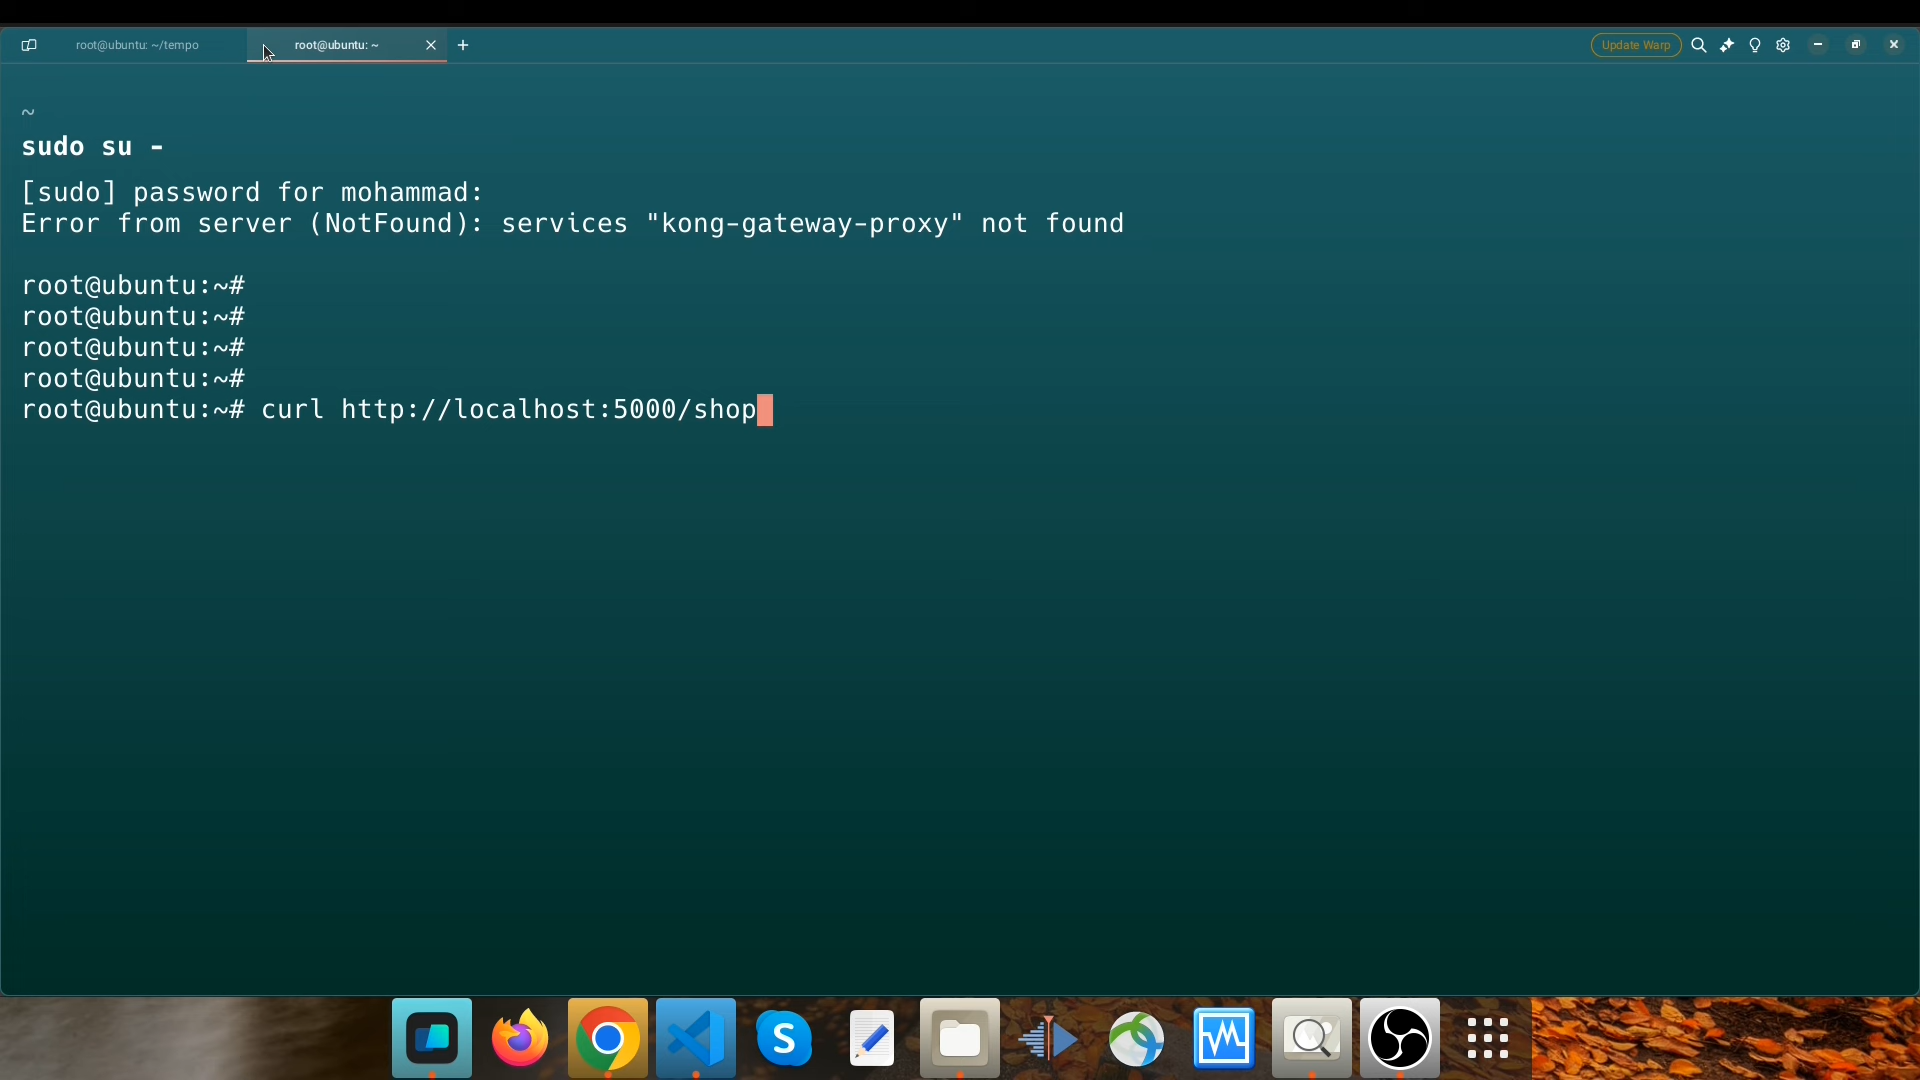 root@ubuntu: ~/tempo
root@ubuntu: ~
Update Warp
~
sudo su -
[sudo] password for mohammad:
Error from server (NotFound): services "kong-gateway-proxy" not found
root@ubuntu:~#
root@ubuntu:~#
root@ubuntu:~#
root@ubuntu:~#
root@ubuntu:~# curl http://localhost:5000/shop
S